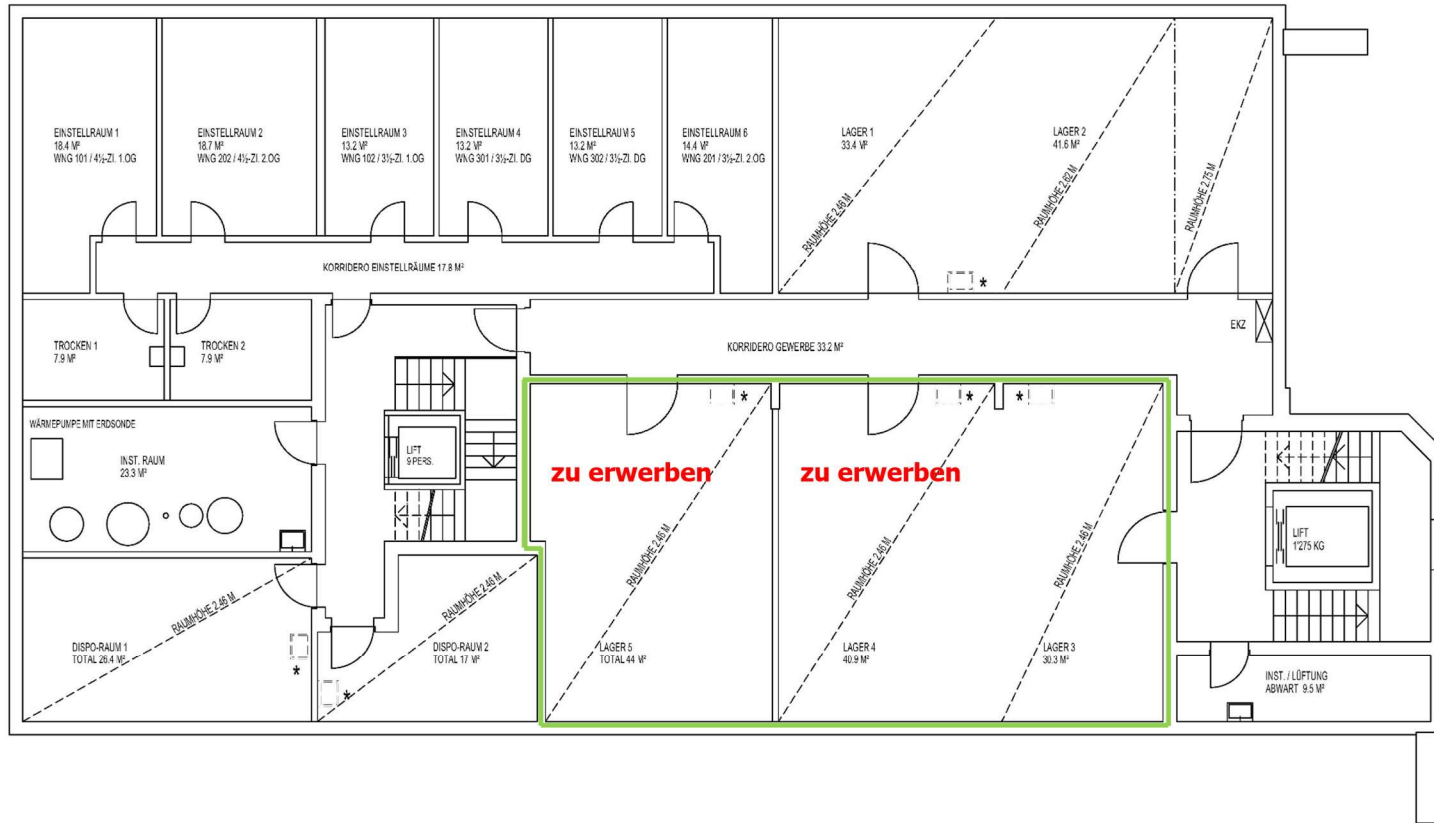 EINSTELLRAUM 1
18.4 M²
WNG 101 / 4½-ZI. 1.OG
EINSTELLRAUM 2
18.7 M²
WNG 202 / 4½-ZI. 2.OG
EINSTELLRAUM 3
13.2 M²
WNG 102 / 3½-ZI. 1.OG
EINSTELLRAUM 4
13.2 M²
WNG 301 / 3½-ZI. DG
EINSTELLRAUM 5
13.2 M²
WNG 302 / 3½-ZI. DG
EINSTELLRAUM 6
14.4 M²
WNG 201 / 3½-ZI. 2.OG
LAGER 1
33.4 M²
LAGER 2
41.6 M²
RAUMHÖHE 2.46 M
RAUMHÖHE 2.62 M
RAUMHÖHE 2.75 M
KORRIDERO EINSTELLRÄUME 17.8 M²
*
TROCKEN 1
7.9 M²
TROCKEN 2
7.9 M²
KORRIDERO GEWERBE 33.2 M²
EKZ
WÄRMEPUMPE MIT ERDSONDE
INST. RAUM
23.3 M²
LIFT
9 PERS.
*
*
*
zu erwerben
zu erwerben
RAUMHÖHE 2.46 M
RAUMHÖHE 2.46 M
RAUMHÖHE 2.46 M
LIFT
1'275 KG
RAUMHÖHE 2.46 M
RAUMHÖHE 2.46 M
DISPO-RAUM 1
TOTAL 26.4 M²
*
DISPO-RAUM 2
TOTAL 17 M²
*
LAGER 5
TOTAL 44 M²
LAGER 4
40.9 M²
LAGER 3
30.3 M²
INST. / LÜFTUNG
ABWART 9.5 M²